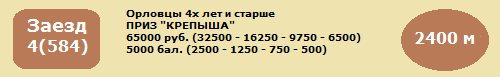 Заезд
4(584)
Орловцы 4х лет и старше
ПРИЗ "КРЕПЫША"
65000 руб. (32500 - 16250 - 9750 - 6500)
5000 бал. (2500 - 1250 - 750 - 500)
2400 м